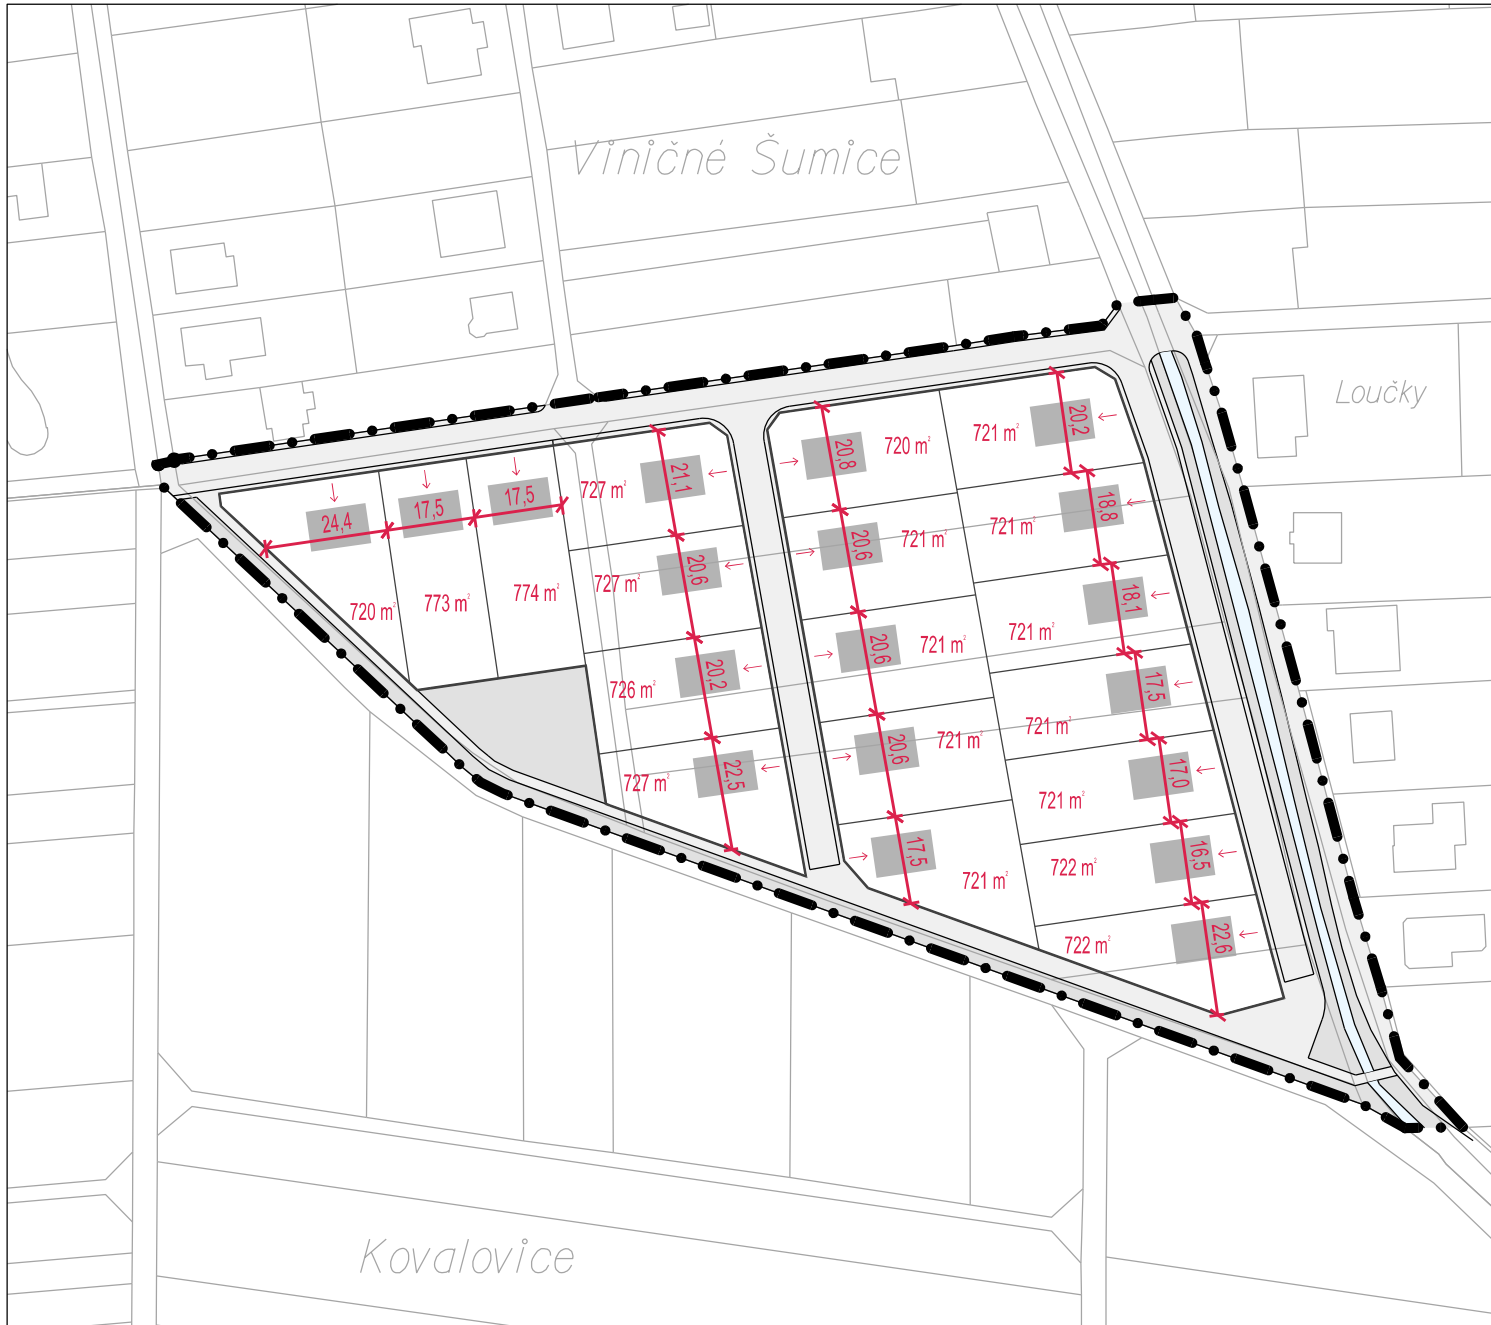 Viničné Šumice
Loučky
24,4
17,5
17,5
720 m²
773 m²
774 m²
727 m²
21,1
727 m²
20,6
726 m²
20,2
727 m²
22,5
20,8
720 m²
20,6
721 m²
20,6
721 m²
20,6
721 m²
17,5
721 m²
721 m²
20,2
721 m²
18,8
721 m²
18,1
721 m²
17,5
721 m²
17,0
722 m²
16,5
722 m²
22,6
Kovalovice